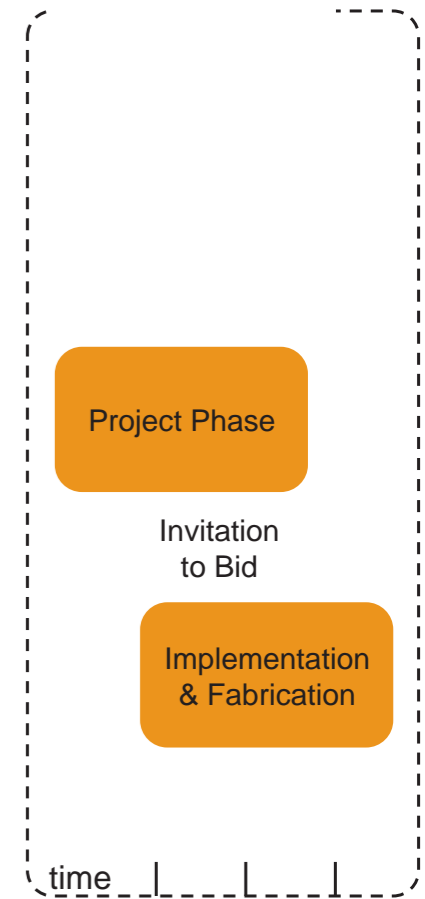 Project Phase
Invitation
to Bid
Implementation
& Fabrication
time